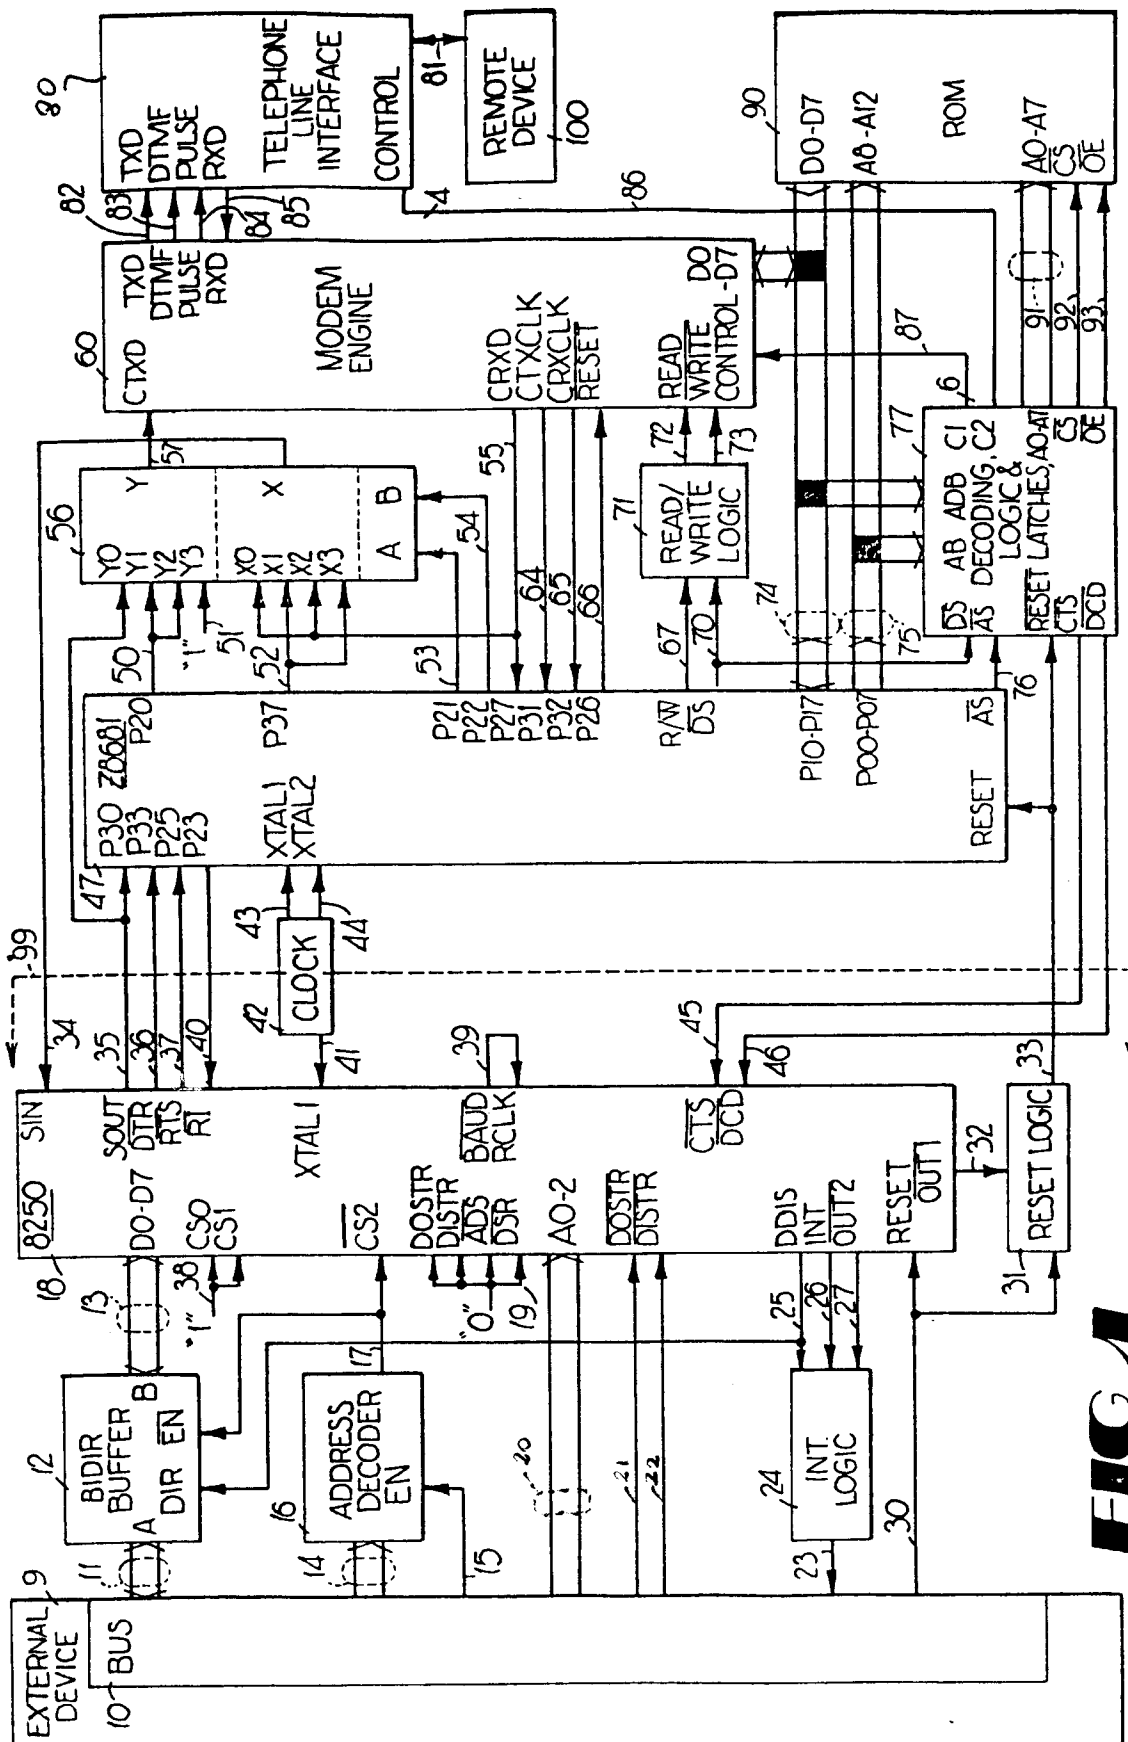 EXTERNAL
DEVICE
9
10
BUS
11
12
A
BIDIR
BUFFER
B
DIR
EN
13
14
15
16
ADDRESS
DECODER
EN
17
18
8250
SIN
D0-D7
SOUT
DTR
RTS
RI
"1"
38
CS0
CS1
CS2
XTAL1
DOSTR
DISTR
ADS
DSR
"0"
19
BAUD
RCLK
39
20
A0-2
21
22
DOSTR
DISTR
CTS
DCD
23
24
INT.
LOGIC
25
26
27
DDIS
INT
OUT2
30
RESET
OUT1
31
32
RESET LOGIC
33
34
35
36
37
40
41
42
CLOCK
43
44
45
46
99
47
P30
P33
P25
P23
Z8681
P20
XTAL1
XTAL2
P37
P21
P22
P27
P31
P32
P26
R/W
DS
P10-P17
P00-P07
RESET
AS
50
"1"
51
52
53
54
55
56
Y0
Y1
Y2
Y3
Y
X0
X1
X2
X3
X
A
B
57
60
CTXD
TXD
DTMF
PULSE
RXD
MODEM
ENGINE
CRXD
CTXCLK
CRXCLK
RESET
READ
WRITE
CONTROL
D0
-D7
64
65
66
67
70
71
READ/
WRITE
LOGIC
72
73
74
75
76
77
DS
AS
AB
ADB
C1
DECODING,
C2
LOGIC &
LATCHES,
A0-A7
RESET
CTS
DCD
CS
OE
6
87
80
TXD
DTMF
PULSE
RXD
TELEPHONE
LINE
INTERFACE
CONTROL
81
82
83
84
85
4
86
REMOTE
DEVICE
100
90
D0-D7
A8-A12
ROM
A0-A7
CS
OE
91
92
93
FIG. 1